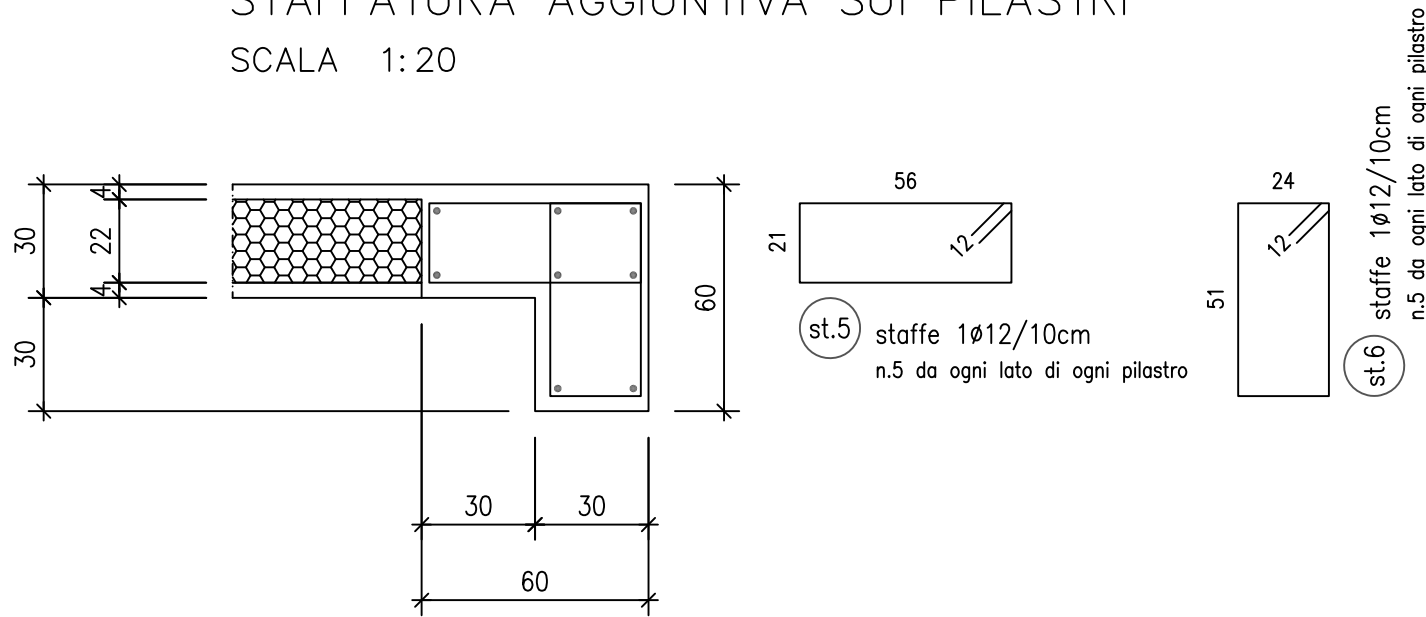 STAFFATURA AGGIUNTIVA SUI PILASTRI
SCALA 1:20
4
30
22
4
30
60
30
30
60
56
21
12
st.5
staffe 1ø12/10cm
n.5 da ogni lato di ogni pilastro
24
12
51
st.6
staffe 1ø12/10cm
n.5 da ogni lato di ogni pilastro